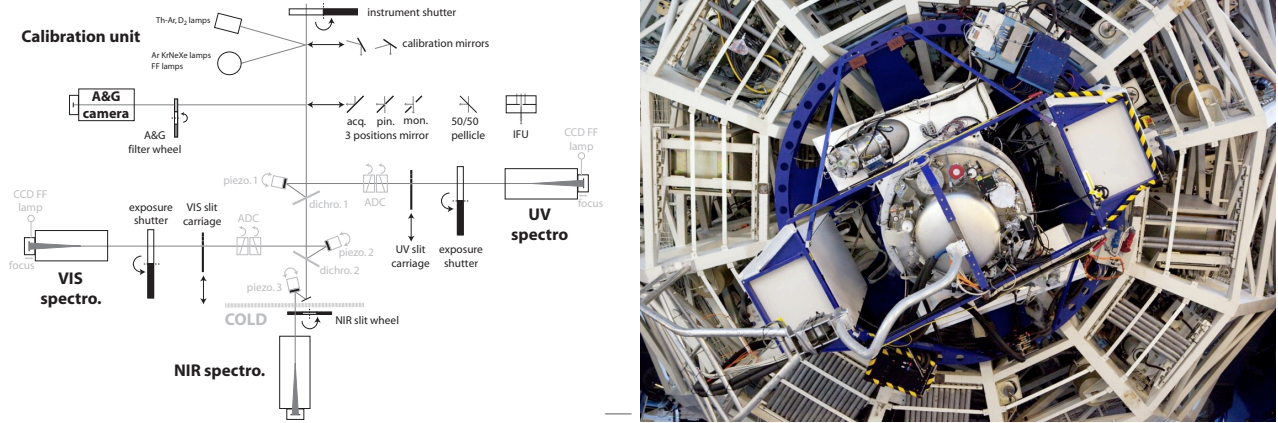 instrument shutter
Th-Ar, D2 lamps
Calibration unit
calibration mirrors
Ar KrNeXe lamps
FF lamps
A&G
camera
A&G
filter wheel
acq. pin. mon.
3 positions mirror
50/50
pellicle
IFU
CCD FF
lamp
piezo. 1
dichro. 1
ADC
focus
UV
spectro
UV slit
carriage
exposure
shutter
CCD FF
lamp
exposure
shutter
VIS slit
carriage
ADC
focus
VIS
spectro.
piezo. 2
dichro. 2
piezo. 3
COLD
NIR slit wheel
NIR spectro.